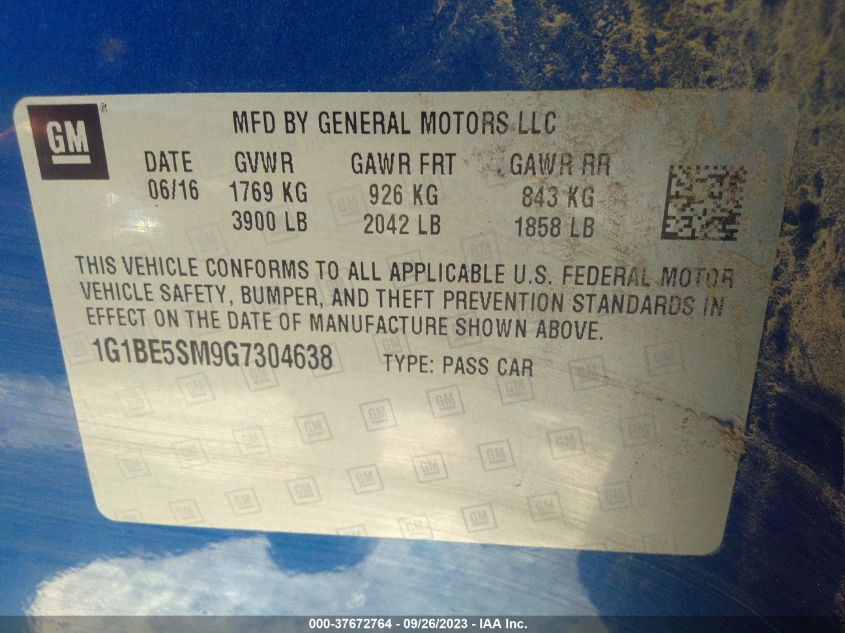 GM ®
MFD BY GENERAL MOTORS LLC
DATE GVWR GAWR FRT GAWR RR
06/16 1769 KG 926 KG 843 KG
3900 LB 2042 LB 1858 LB
THIS VEHICLE CONFORMS TO ALL APPLICABLE U.S. FEDERAL MOTOR
VEHICLE SAFETY, BUMPER, AND THEFT PREVENTION STANDARDS IN
EFFECT ON THE DATE OF MANUFACTURE SHOWN ABOVE.
1G1BE5SM9G7304638 TYPE: PASS CAR
000-37672764 - 09/26/2023 - IAA Inc.